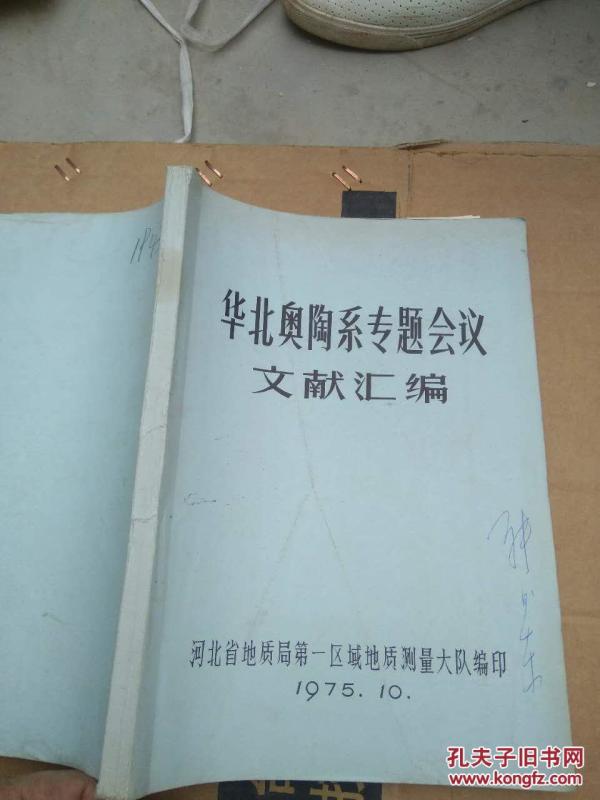 华北奥陶系专题会议
文献汇编
河北省地质局第一区域地质测量大队编印
1975.10.
孔夫子旧书网
www.kongfz.com